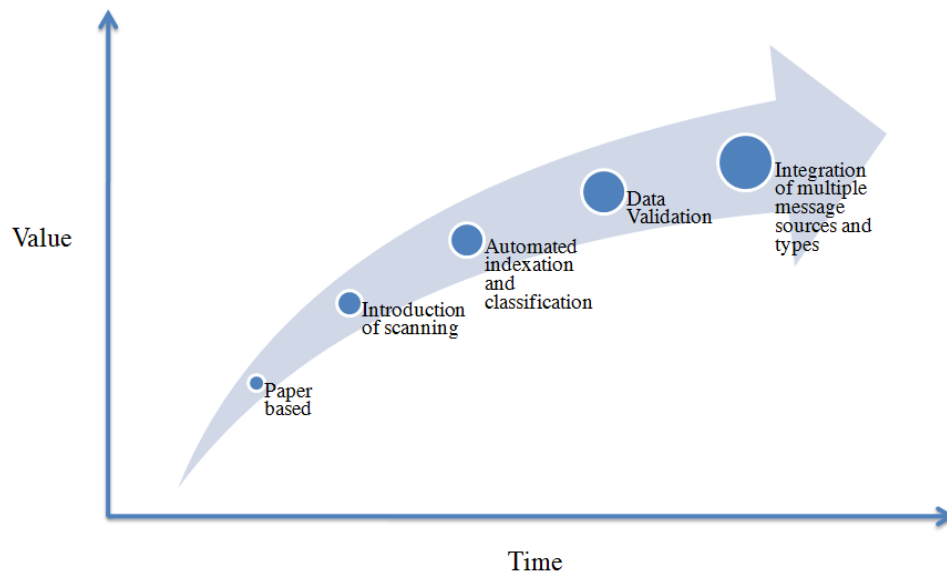 Value
Paper
based
Introduction
of scanning
Automated
indexation
and
classification
Data
Validation
Integration
of multiple
message
sources and
types
Time